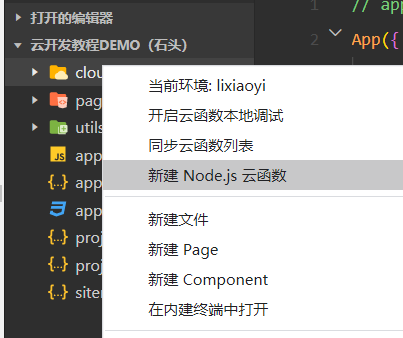 打开的编辑器
云开发教程DEMO（石头）
clou
pag
utils
app
app
app
proj
proj
siten
当前环境: lixiaoyi
开启云函数本地调试
同步云函数列表
新建 Node.js 云函数
新建文件
新建 Page
新建 Component
在内建终端中打开
1 // app
2 App({